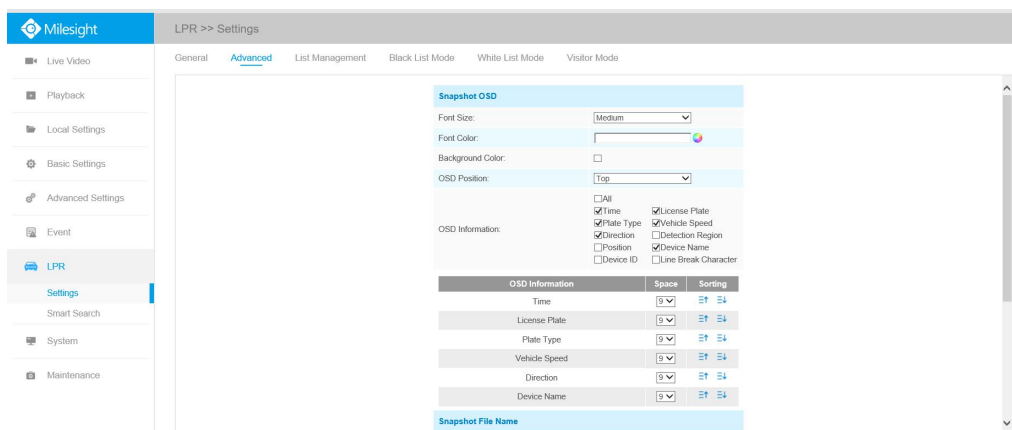 Milesight
LPR >> Settings
Live Video
Playback
Local Settings
Basic Settings
Advanced Settings
Event
LPR
Settings
Smart Search
System
Maintenance
General Advanced List Management Black List Mode White List Mode Visitor Mode
Snapshot OSD
Font Size: Medium
Font Color:
Background Color:
OSD Position: Top
OSD Information:
All
Time License Plate
Plate Type Vehicle Speed
Direction Detection Region
Position Device Name
Device ID Line Break Character
OSD Information Space Sorting
Time 9
License Plate 9
Plate Type 9
Vehicle Speed 9
Direction 9
Device Name 9
Snapshot File Name